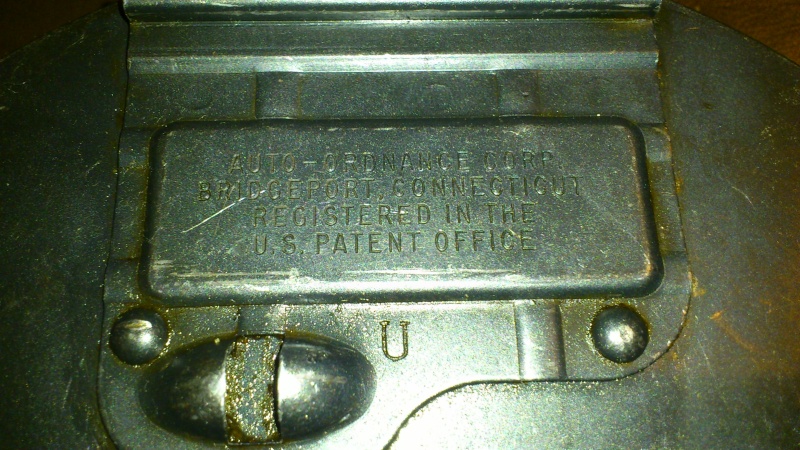 AUTO-ORDNANCE CORP.
BRIDGEPORT, CONNECTICUT
REGISTERED IN THE
U.S. PATENT OFFICE
U